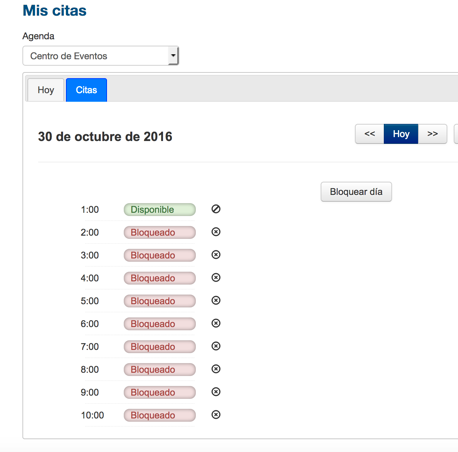 Mis citas
Agenda
Centro de Eventos
Hoy Citas
30 de octubre de 2016 << Hoy >>
Bloquear día
1:00 Disponible
2:00 Bloqueado
3:00 Bloqueado
4:00 Bloqueado
5:00 Bloqueado
6:00 Bloqueado
7:00 Bloqueado
8:00 Bloqueado
9:00 Bloqueado
10:00 Bloqueado